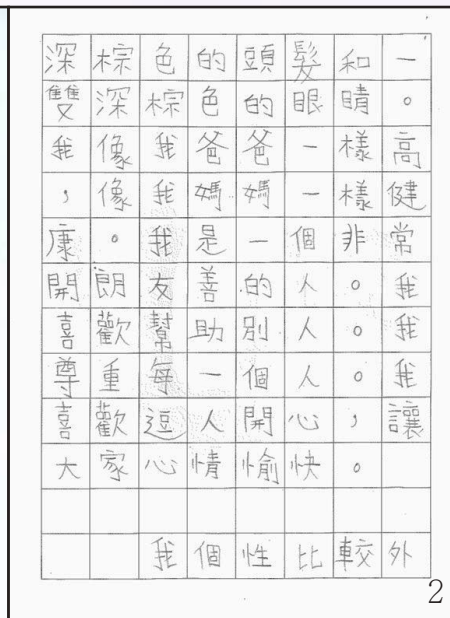 深棕色的頭髮和一
雙深棕色的眼睛。
我像我爸爸一樣高
，像我媽媽一樣健
康。我是一個非常
開朗友善的人。我
喜歡幫助別人。我
尊重每一個人。我
喜歡逗人開心，讓
大家心情愉快。
我個性比較外
2